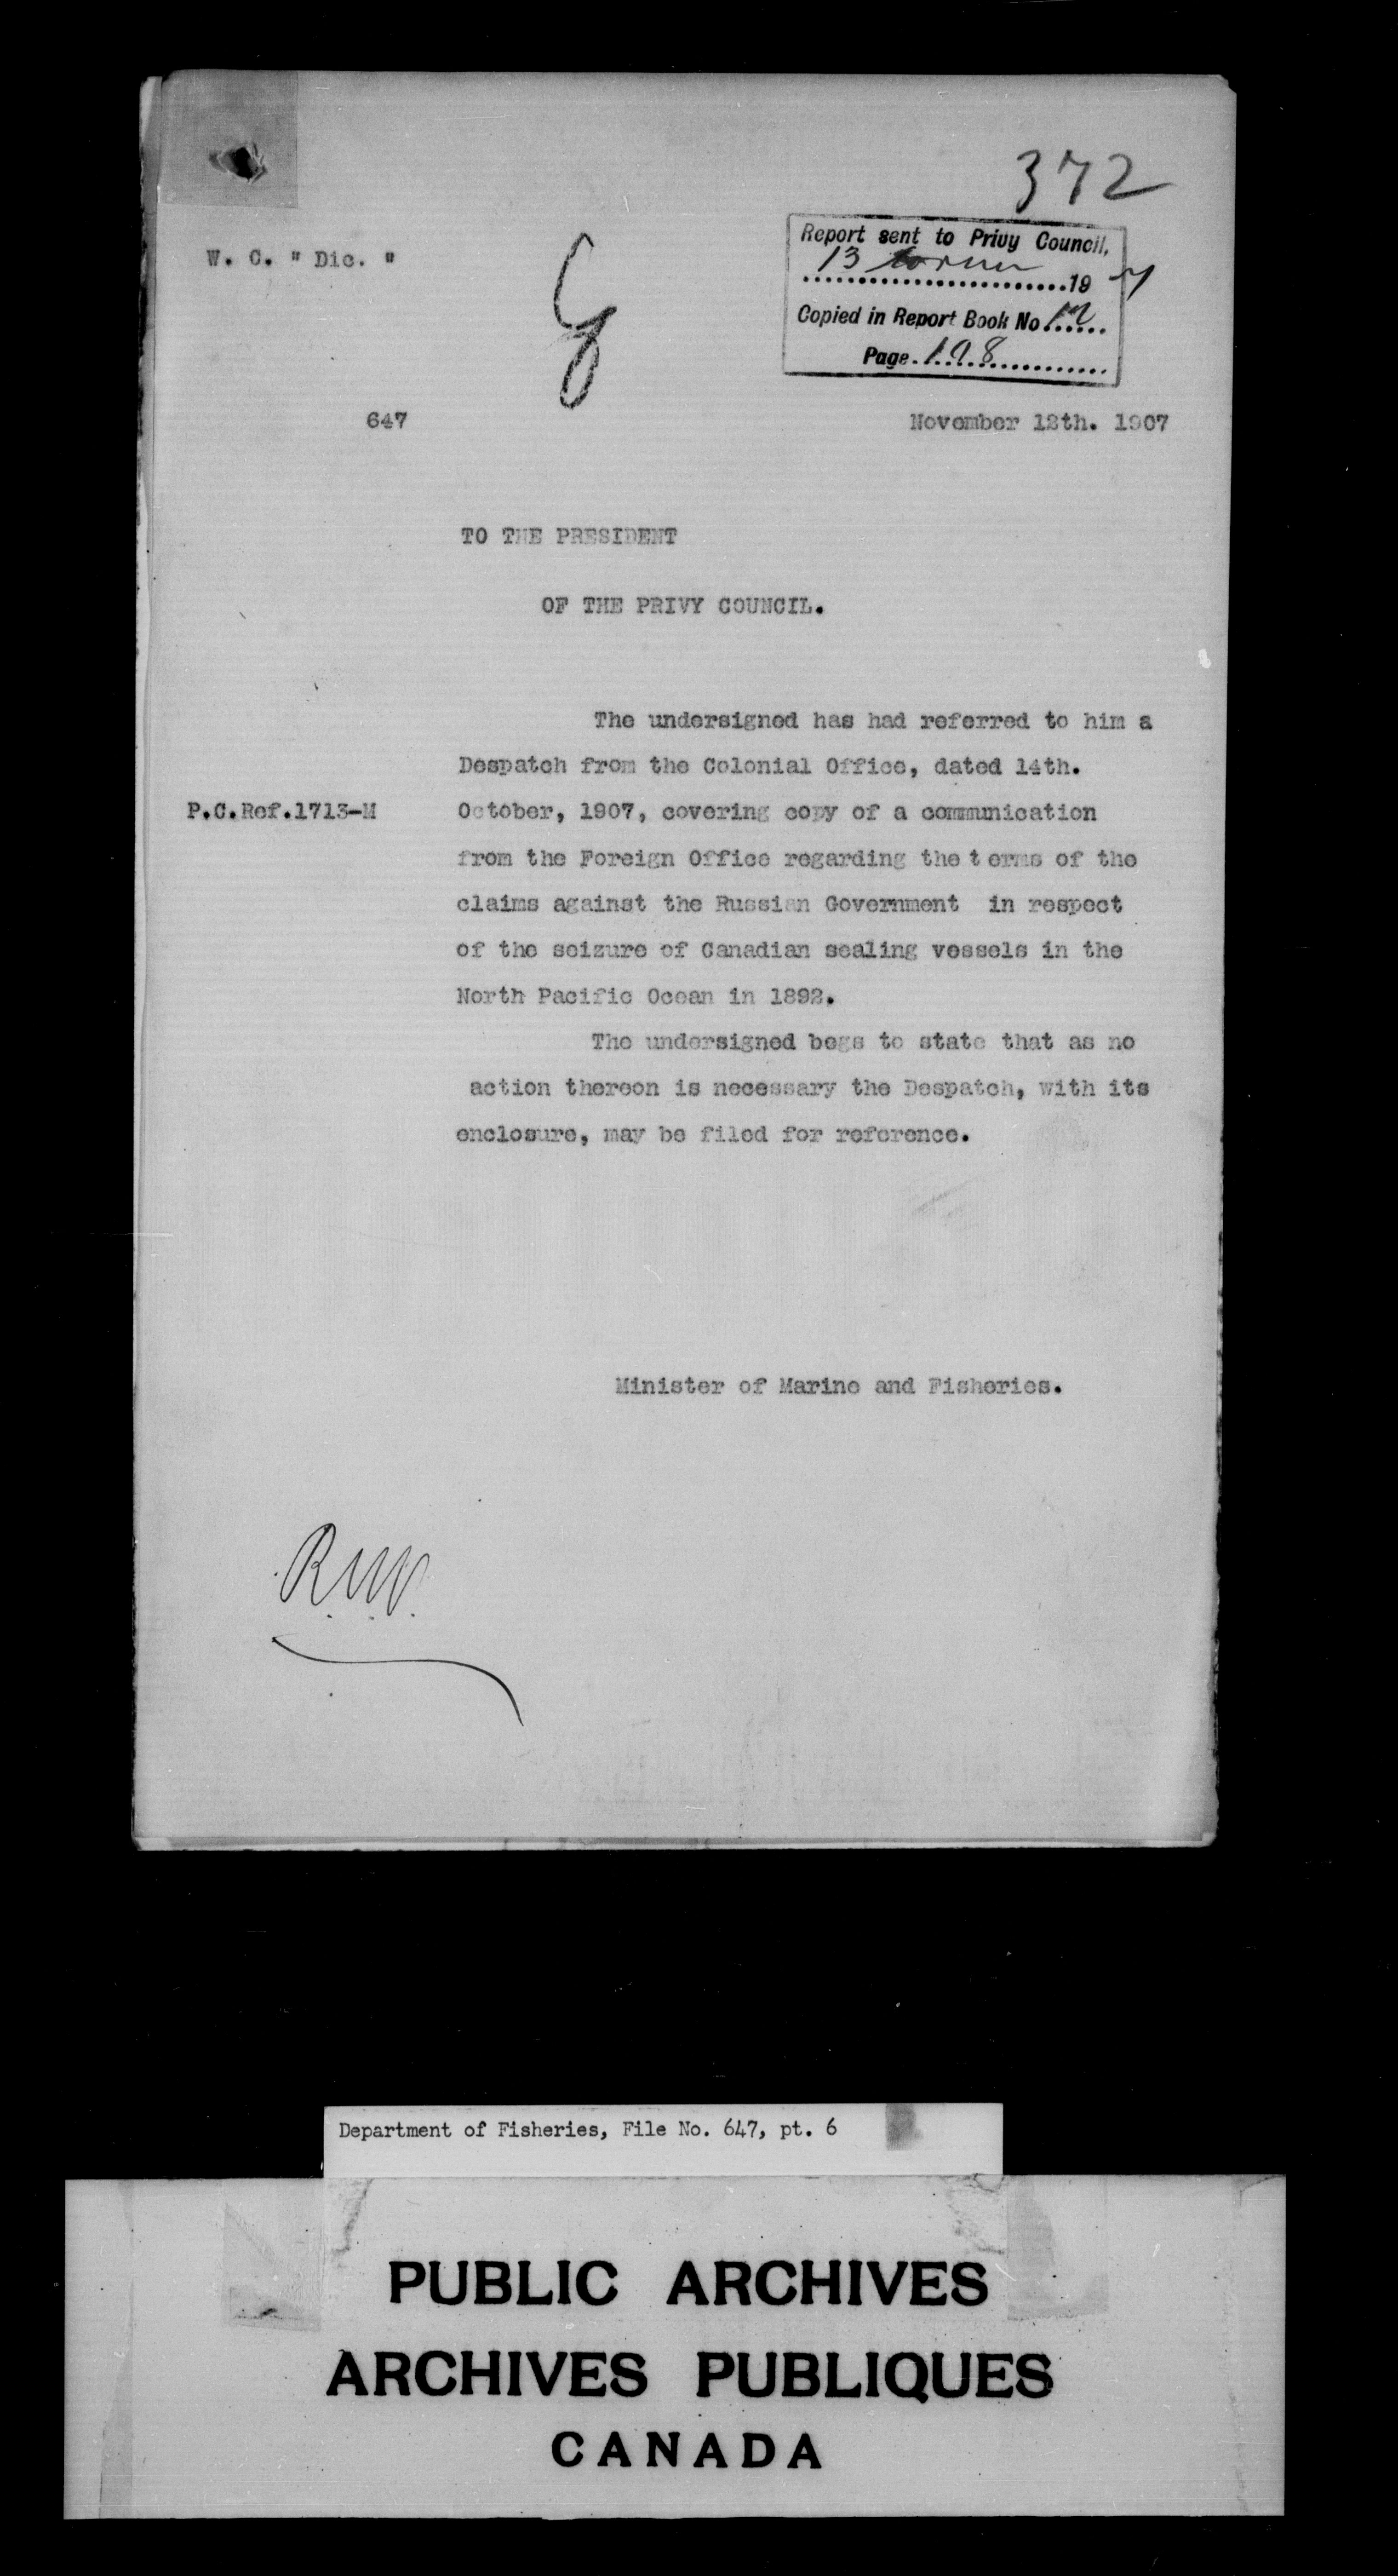 372
W. C. " Dic. "
Report sent to Privy Council,
13 19 7
Copied in Report Book No 12
Page 198
647
November 12th. 1907
TO THE PRESIDENT
OF THE PRIVY COUNCIL.
The undersigned has had referred to him a
Despatch from the Colonial Office, dated 14th.
P.C.Ref.1713-M
October, 1907, covering copy of a communication
from the Foreign Office regarding the t erms of the
claims against the Russian Government in respect
of the seizure of Canadian sealing vessels in the
North Pacific Ocean in 1892.
The undersigned begs to state that as no
action thereon is necessary the Despatch, with its
enclosure, may be filed for reference.
Minister of Marine and Fisheries.
Department of Fisheries, File No. 647, pt. 6
PUBLIC ARCHIVES
ARCHIVES PUBLIQUES
CANADA